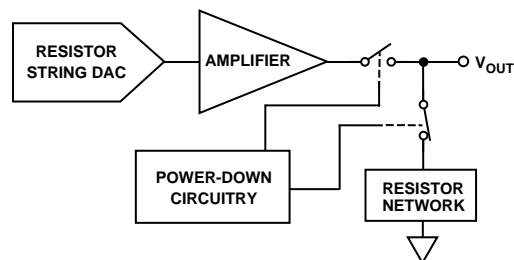 RESISTOR
STRING DAC
AMPLIFIER
VOUT
POWER-DOWN
CIRCUITRY
RESISTOR
NETWORK